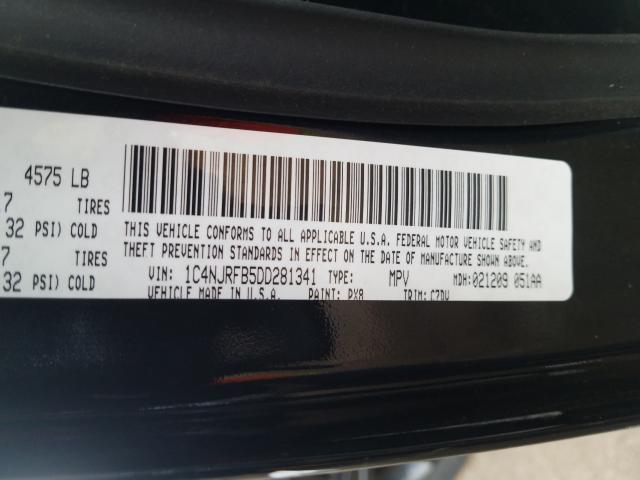 4575 LB
7 TIRES
32 PSI) COLD
7 TIRES
32 PSI) COLD
THIS VEHICLE CONFORMS TO ALL APPLICABLE U.S.A. FEDERAL MOTOR VEHICLE SAFETY AND
THEFT PREVENTION STANDARDS IN EFFECT ON THE DATE OF MANUFACTURE SHOWN ABOVE.
VIN: 1C4NJRFB5DD281341 TYPE: MPV MDH:021209 051AA
VEHICLE MADE IN U.S.A. PAINT: PX8 TRIM: C7DV